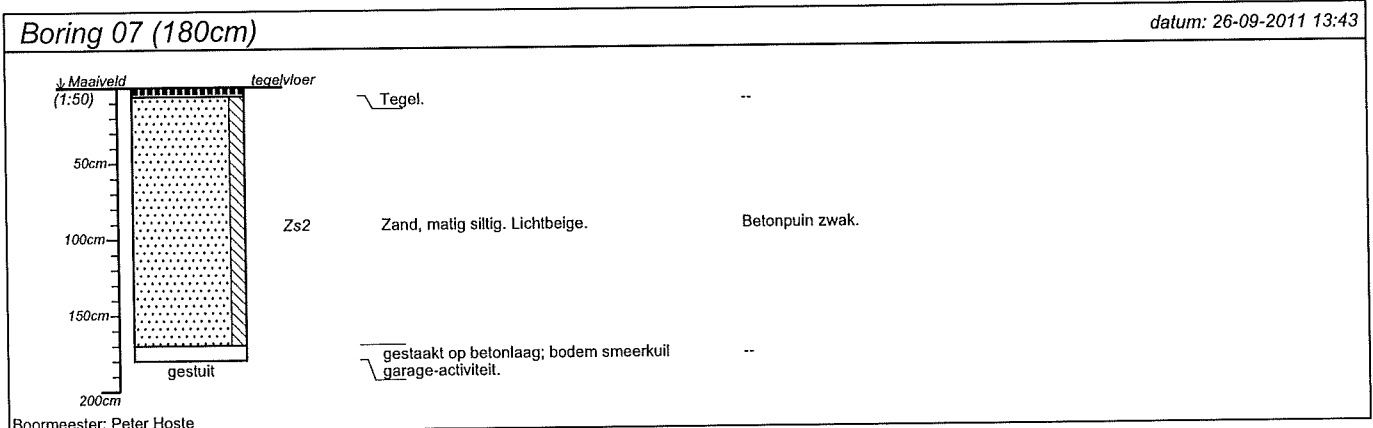 Boring 07 (180cm)
datum: 26-09-2011 13:43
↓ Maaiveld
tegelvloer
(1:50)
Tegel.
--
50cm
Zs2
Zand, matig siltig. Lichtbeige.
Betonpuin zwak.
100cm
150cm
gestaakt op betonlaag; bodem smeerkuil
--
garage-activiteit.
gestuit
200cm
Boormeester: Peter Hoste